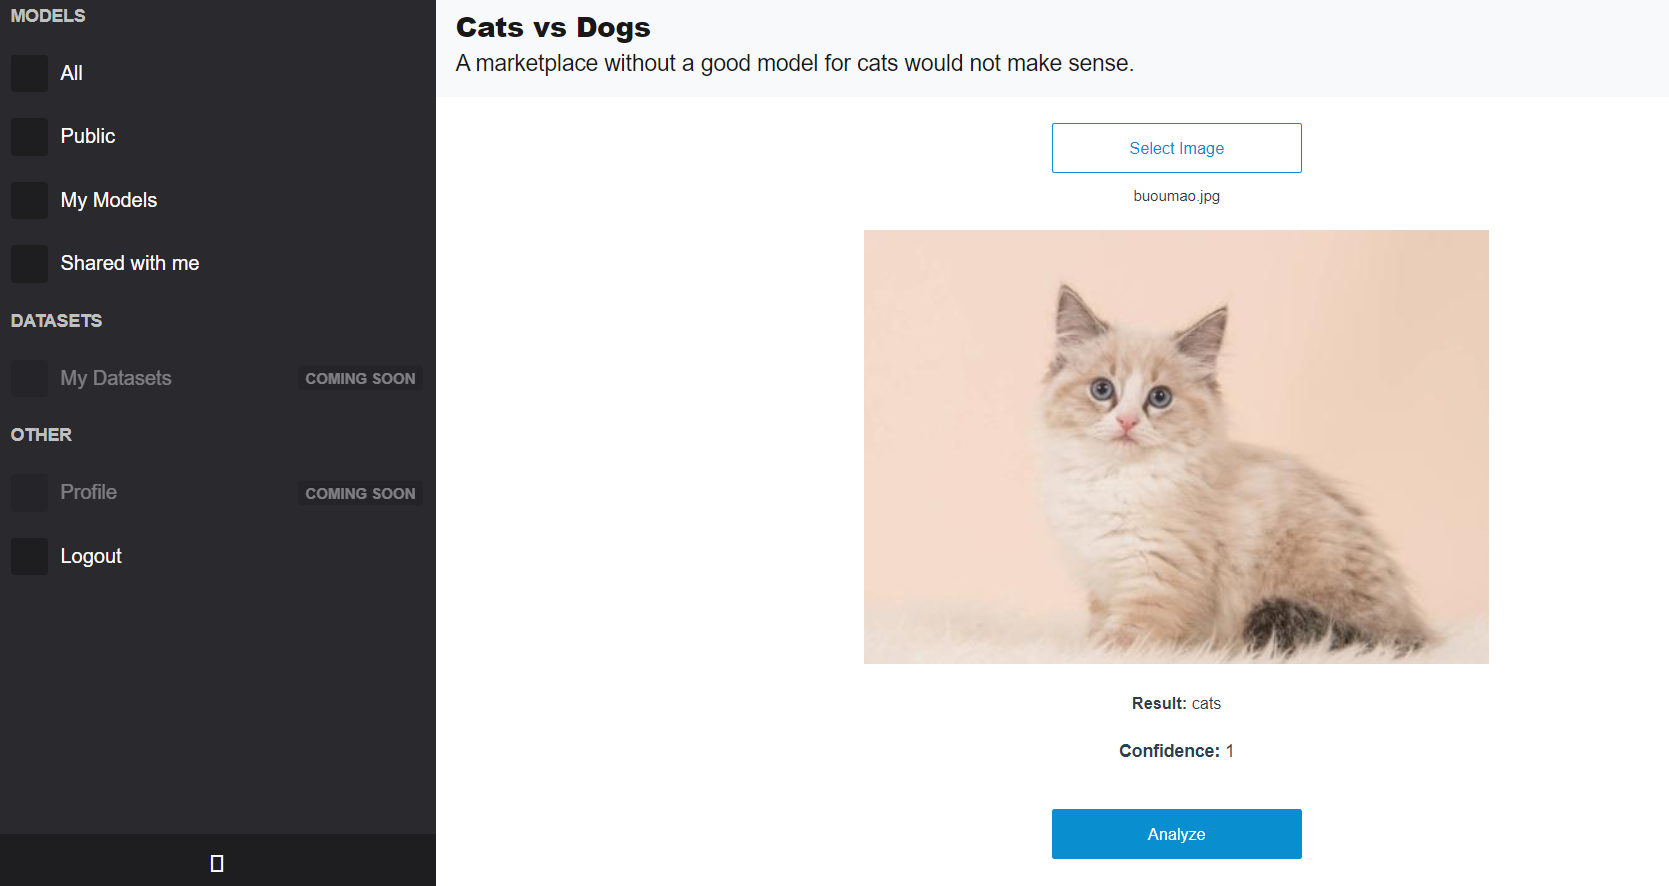 MODELS
All
Public
My Models
Shared with me
DATASETS
My Datasets COMING SOON
OTHER
Profile COMING SOON
Logout
Cats vs Dogs
A marketplace without a good model for cats would not make sense.
Select Image
buoumao.jpg
Result: cats
Confidence: 1
Analyze